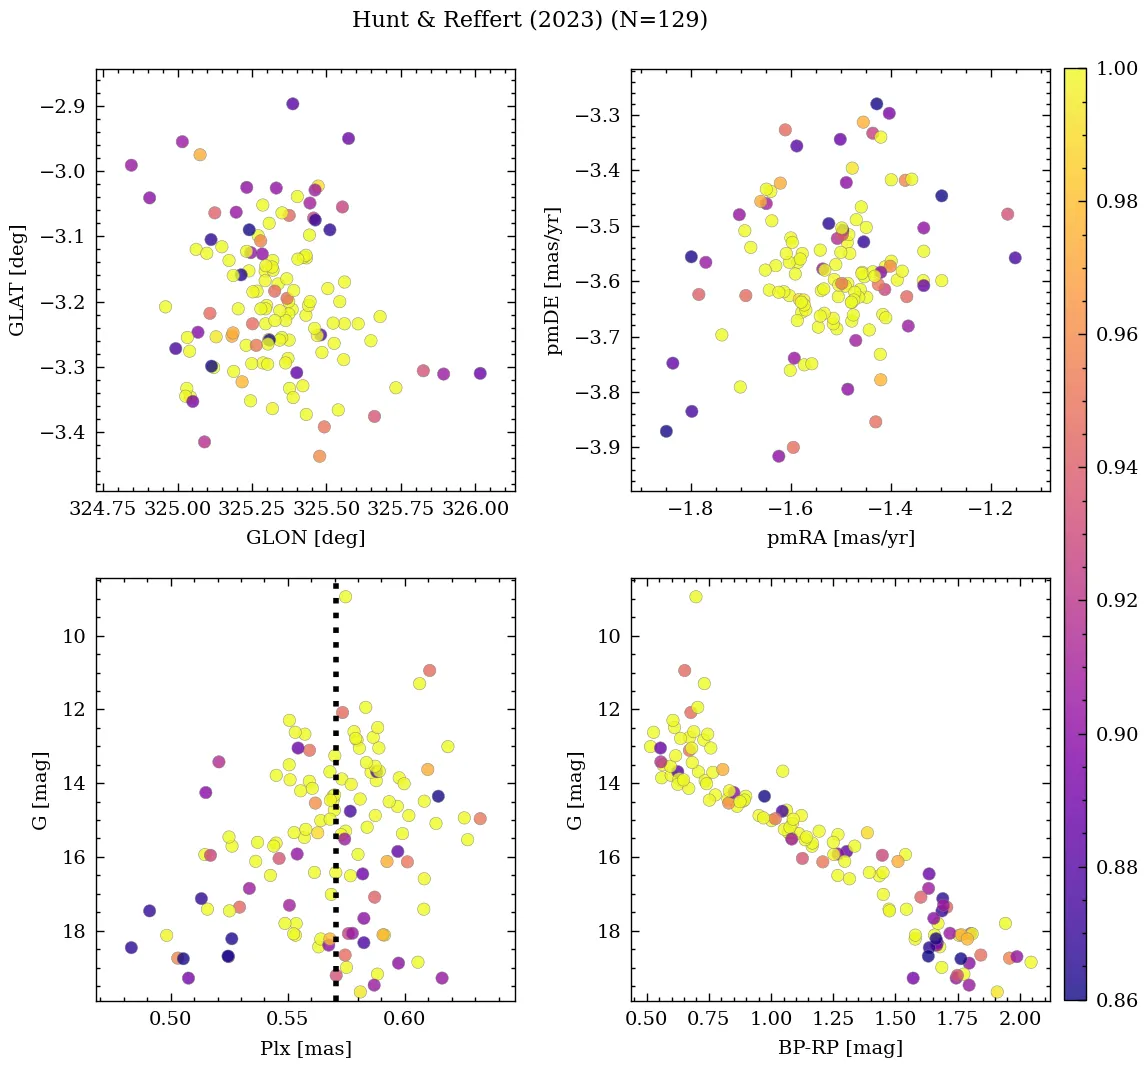 Hunt & Reffert (2023) (N=129)
−2.9
−3.0
−3.1
−3.2
−3.3
−3.4
GLAT [deg]
324.75 325.00 325.25 325.50 325.75 326.00
GLON [deg]
−3.3
−3.4
−3.5
−3.6
−3.7
−3.8
−3.9
pmDE [mas/yr]
−1.8 −1.6 −1.4 −1.2
pmRA [mas/yr]
10
12
14
16
18
G [mag]
0.50 0.55 0.60
Plx [mas]
10
12
14
16
18
G [mag]
0.50 0.75 1.00 1.25 1.50 1.75 2.00
BP-RP [mag]
1.00
0.98
0.96
0.94
0.92
0.90
0.88
0.86